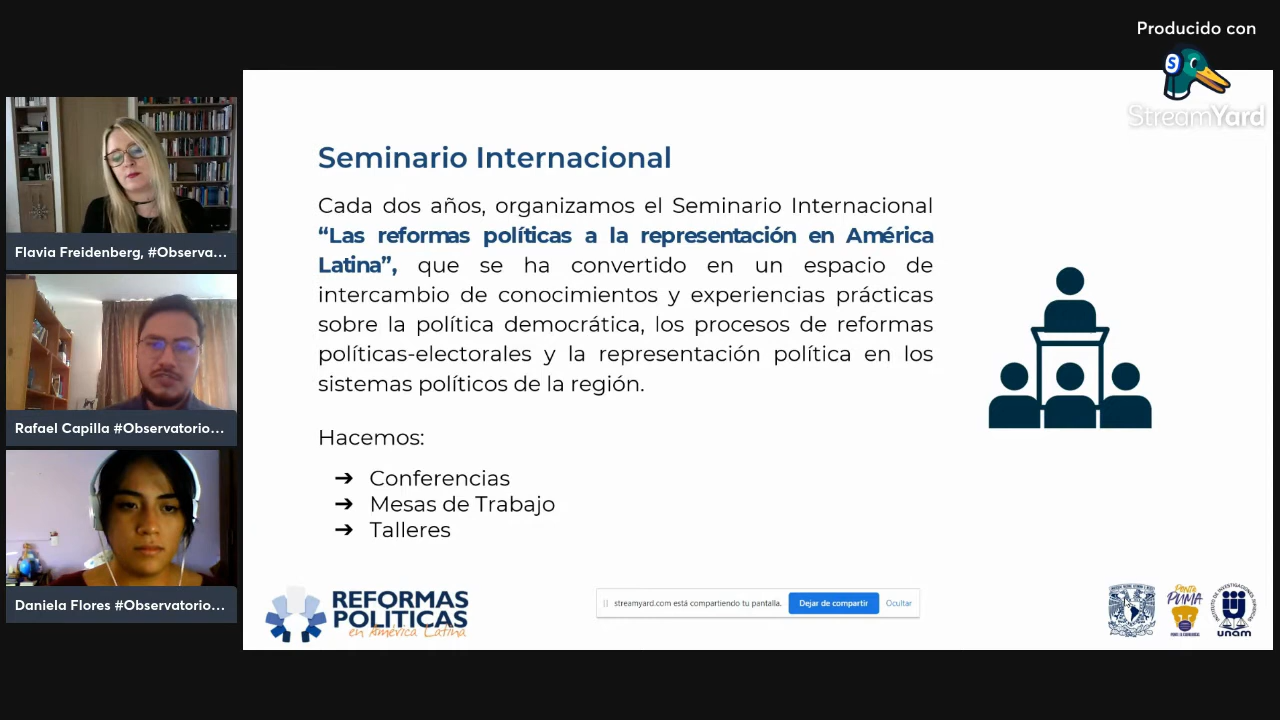 Producido con
StreamYard
Flavia Freidenberg, #Observa...
Rafael Capilla #Observatorio...
Daniela Flores #Observatorio...
Seminario Internacional
Cada dos años, organizamos el Seminario Internacional
“Las reformas políticas a la representación en América
Latina”, que se ha convertido en un espacio de
intercambio de conocimientos y experiencias prácticas
sobre la política democrática, los procesos de reformas
políticas-electorales y la representación política en los
sistemas políticos de la región.
Hacemos:
➔ Conferencias
➔ Mesas de Trabajo
➔ Talleres
REFORMAS
POLÍTICAS
en América Latina
streamyard.com está compartiendo tu pantalla.
Dejar de compartir
Ocultar
PONTE
PUMA
unam